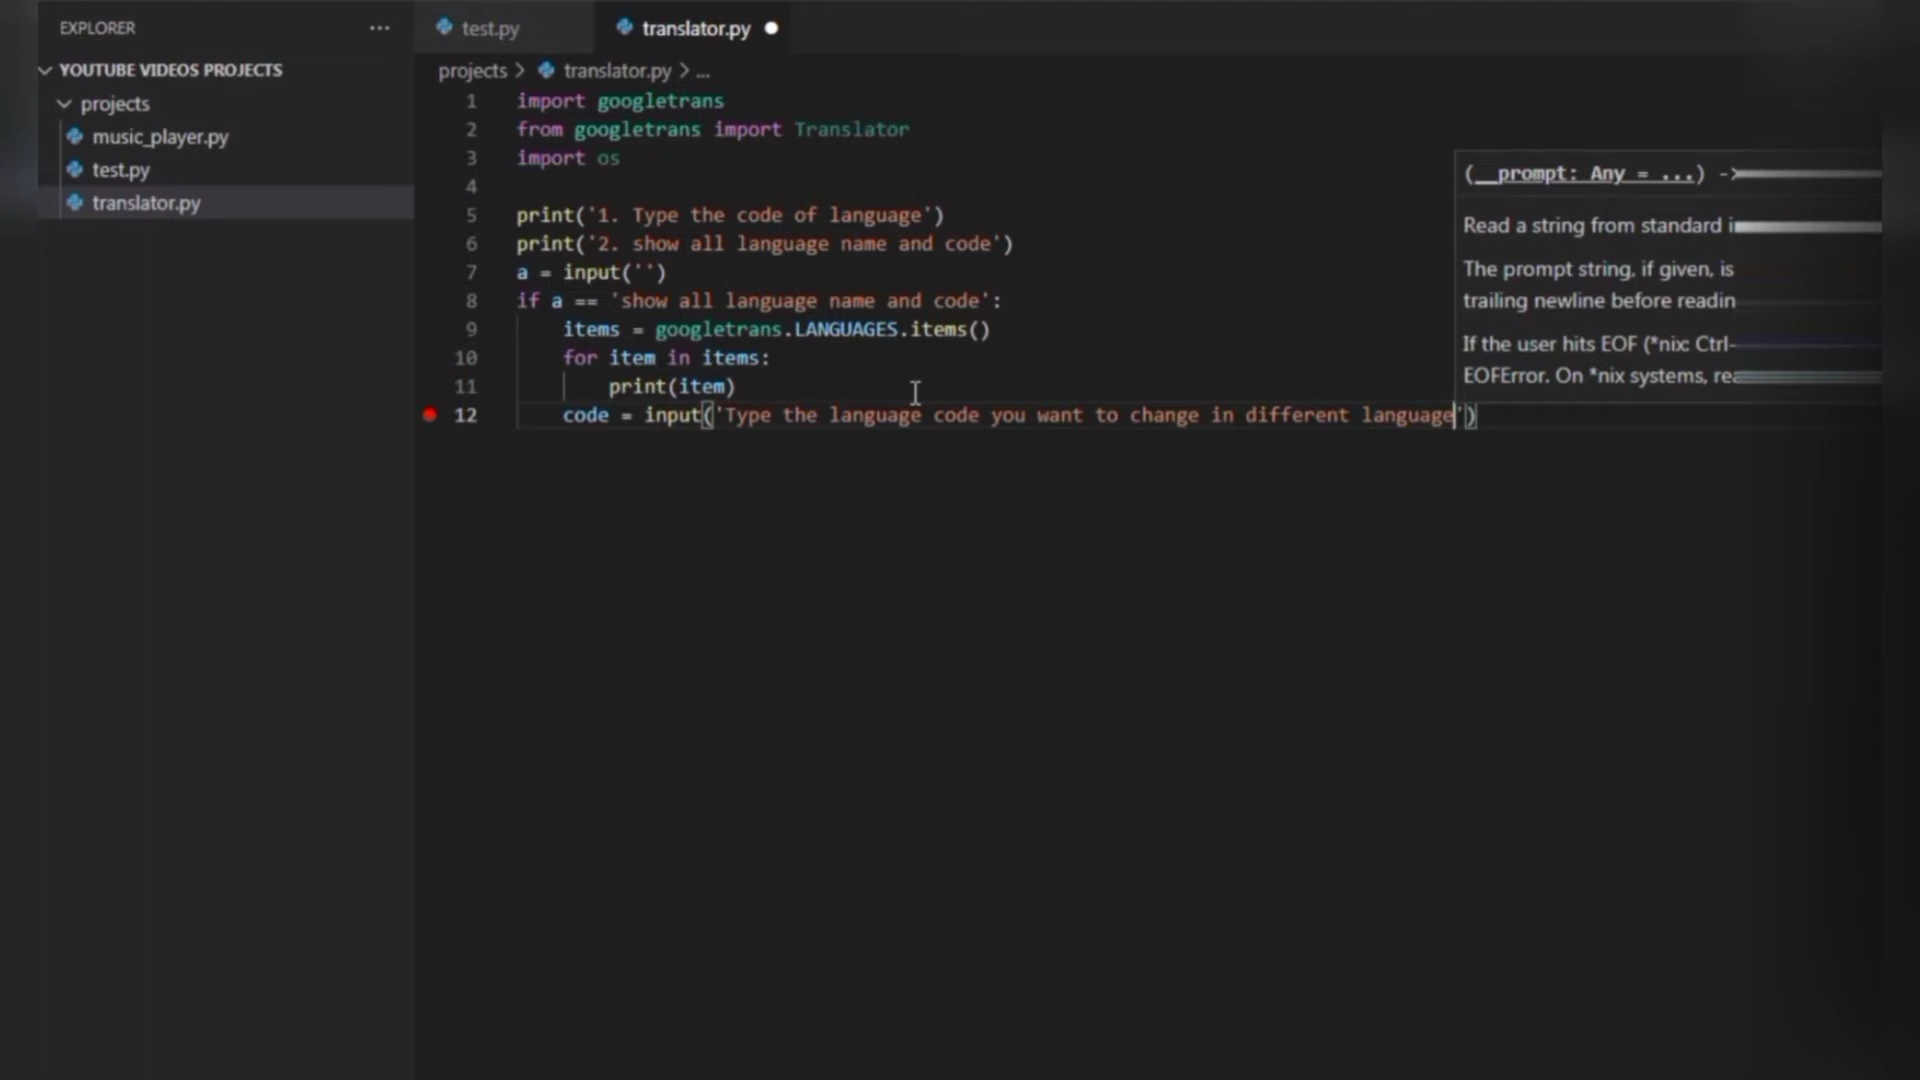 EXPLORER ...
YOUTUBE VIDEOS PROJECTS
projects
music_player.py
test.py
translator.py
test.py translator.py
projects > translator.py > ...
1 import googletrans
2 from googletrans import Translator
3 import os
4
5 print('1. Type the code of language')
6 print('2. show all language name and code')
7 a = input('')
8 if a == 'show all language name and code':
9 items = googletrans.LANGUAGES.items()
10 for item in items:
11 print(item)
12 code = input('Type the language code you want to change in different language')
(__prompt: Any = ...) ->
Read a string from standard
The prompt string, if given, is
trailing newline before readin
If the user hits EOF (*nix: Ctrl-
EOFError. On *nix systems,